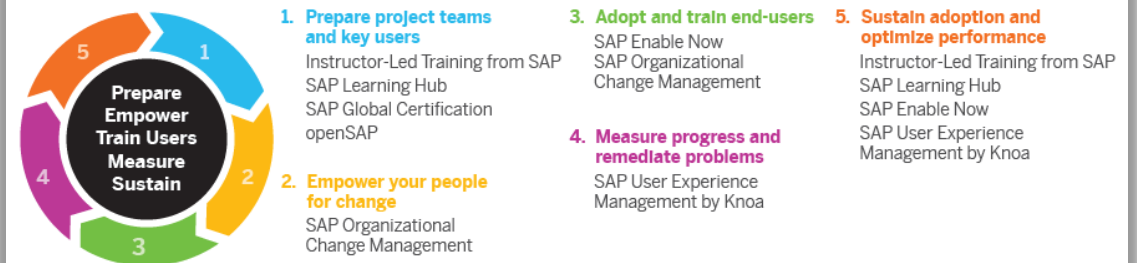 5
1
4
2
3
Prepare
Empower
Train Users
Measure
Sustain
1. Prepare project teams
and key users
Instructor-Led Training from SAP
SAP Learning Hub
SAP Global Certification
openSAP
2. Empower your people
for change
SAP Organizational
Change Management
3. Adopt and train end-users
SAP Enable Now
SAP Organizational
Change Management
4. Measure progress and
remediate problems
SAP User Experience
Management by Knoa
5. Sustain adoption and
optimize performance
Instructor-Led Training from SAP
SAP Learning Hub
SAP Enable Now
SAP User Experience
Management by Knoa